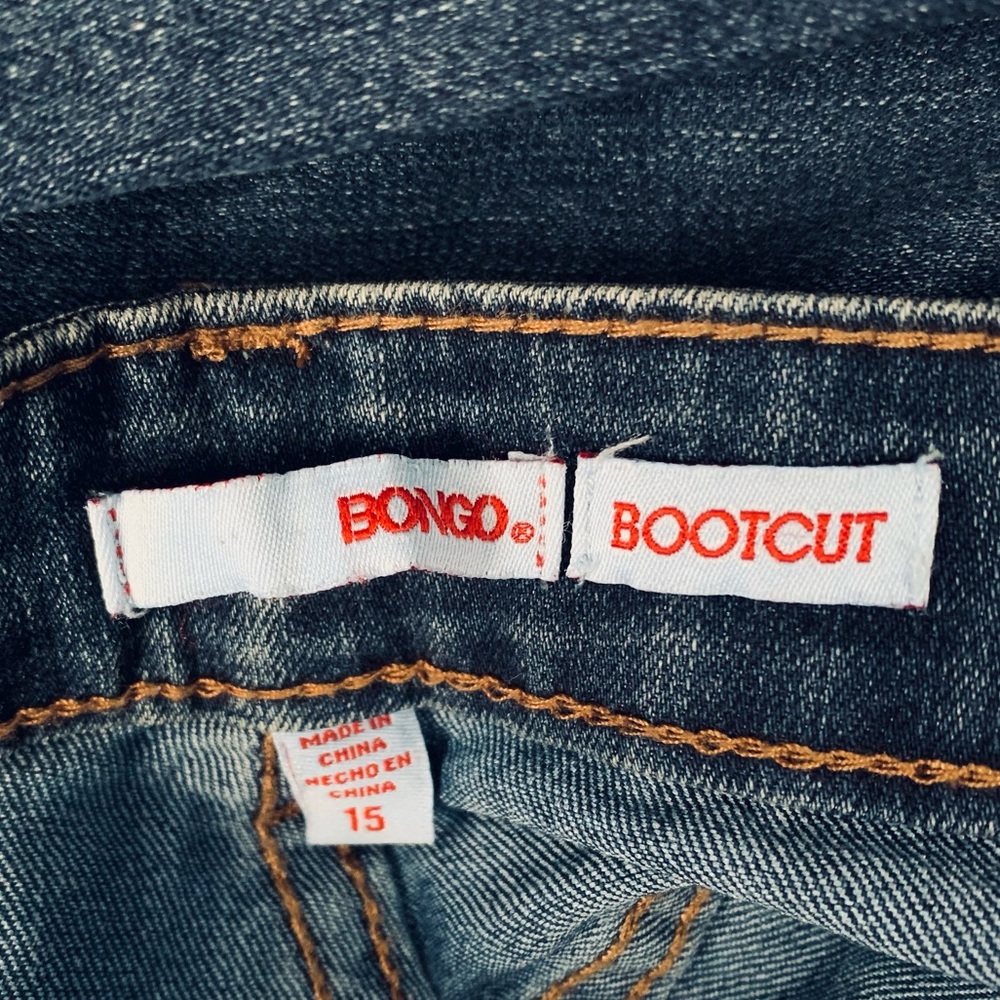 BONGO®
BOOTCUT
MADE IN
CHINA
HECHO EN
CHINA
15